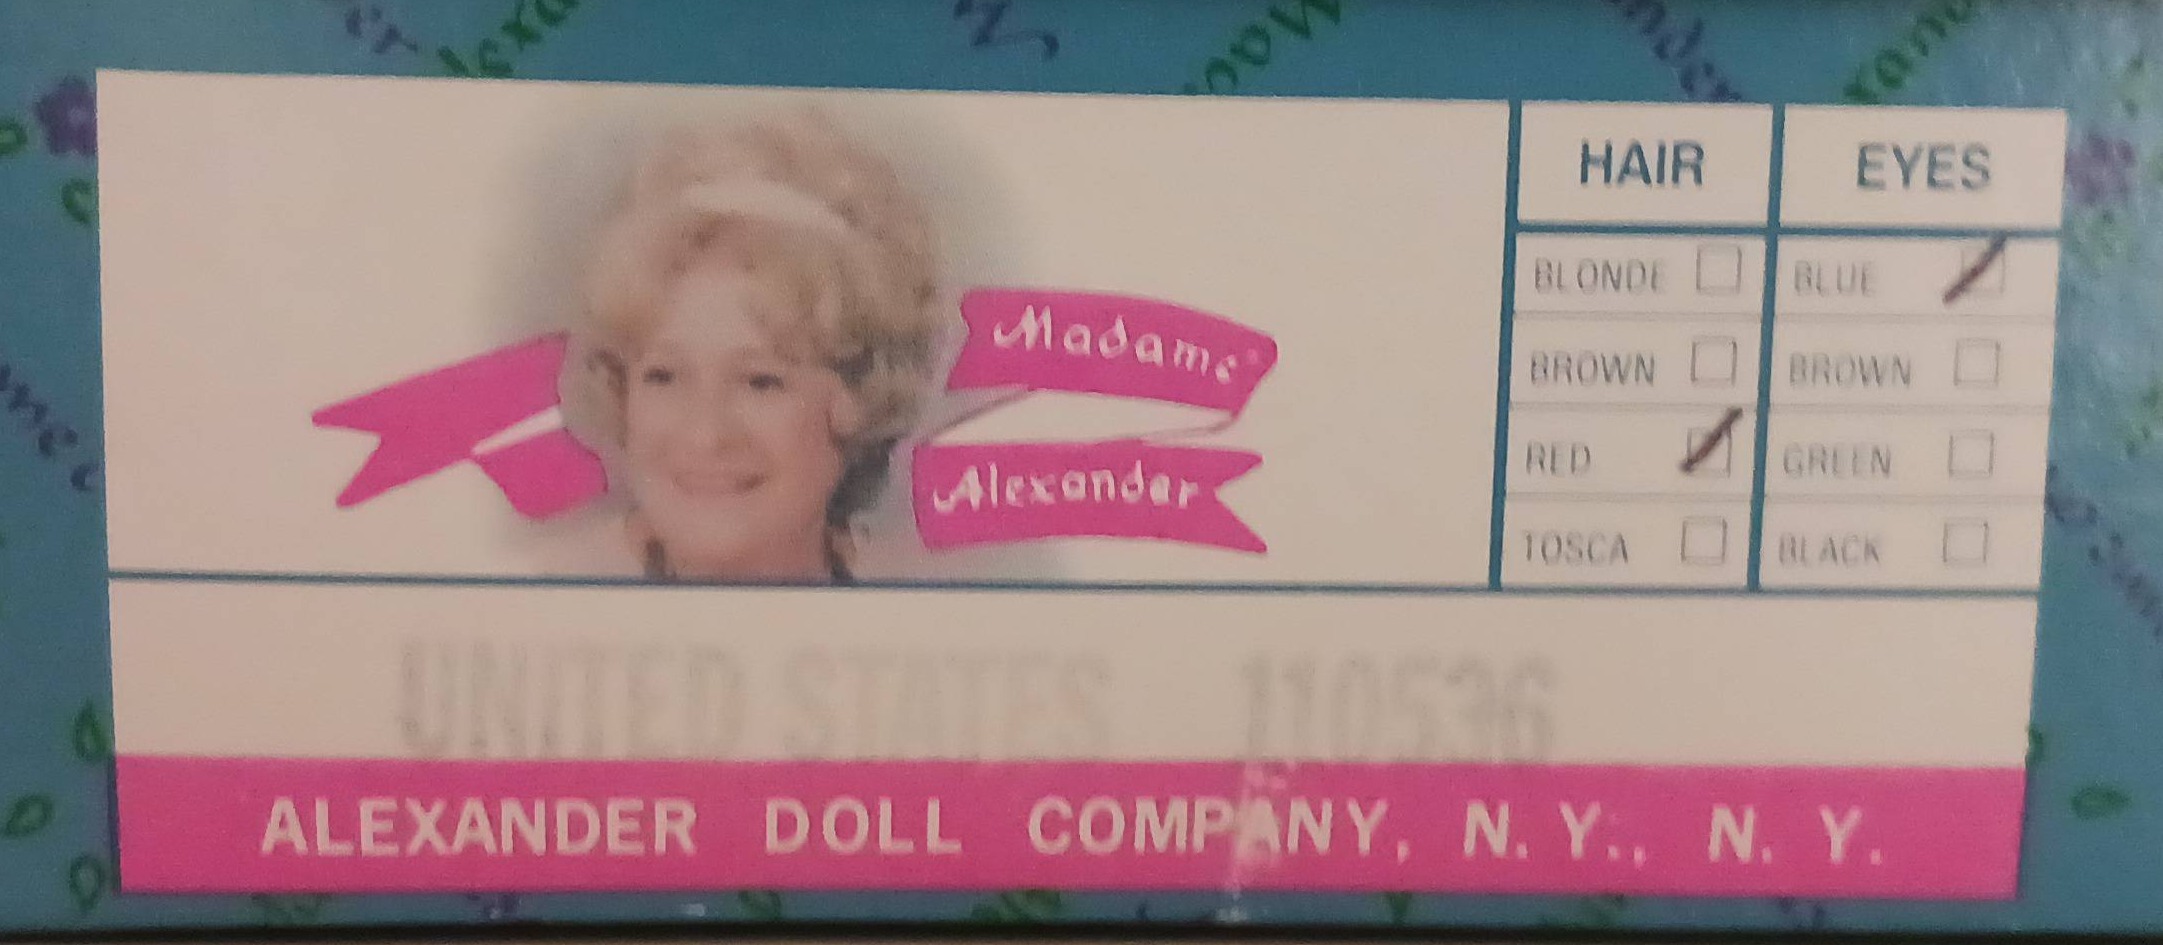 Madame
Alexander
HAIR EYES
BLONDE BLUE
BROWN BROWN
RED GREEN
TOSCA BLACK
UNITED STATES 110536
ALEXANDER DOLL COMPANY, N. Y., N. Y.